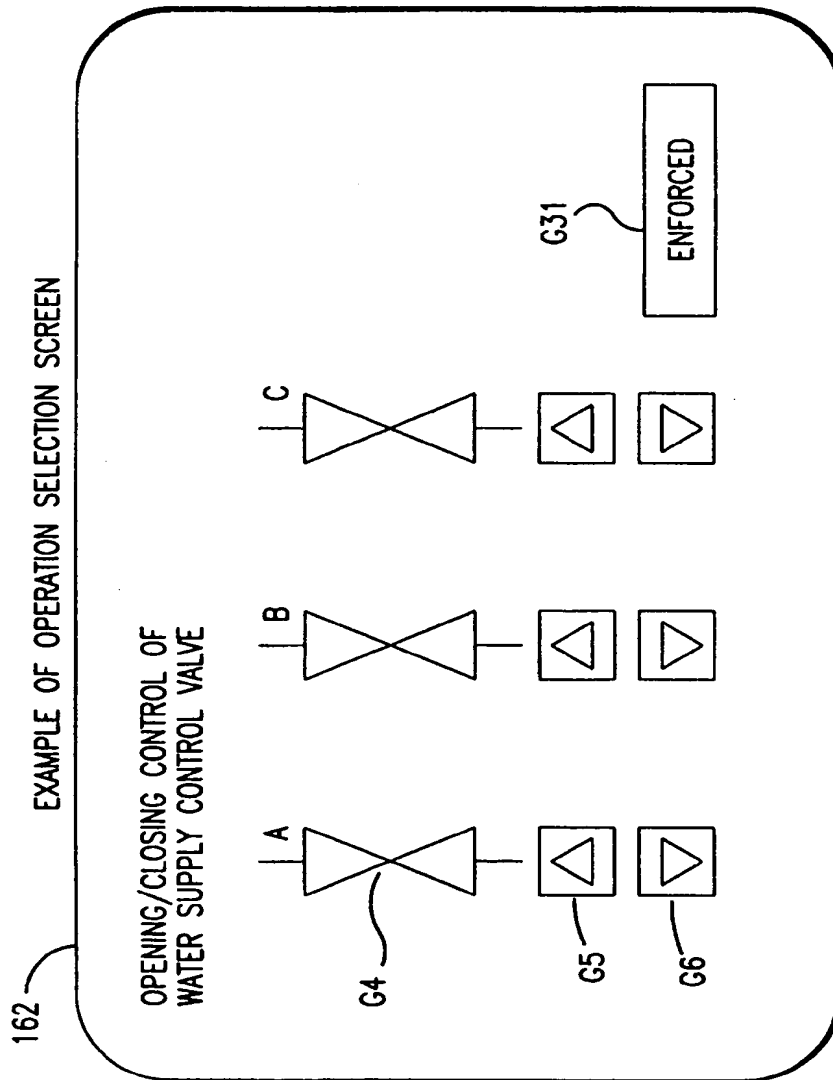 EXAMPLE OF OPERATION SELECTION SCREEN
162
OPENING/CLOSING CONTROL OF
WATER SUPPLY CONTROL VALVE
A
B
C
G4
G31
ENFORCED
G5
G6